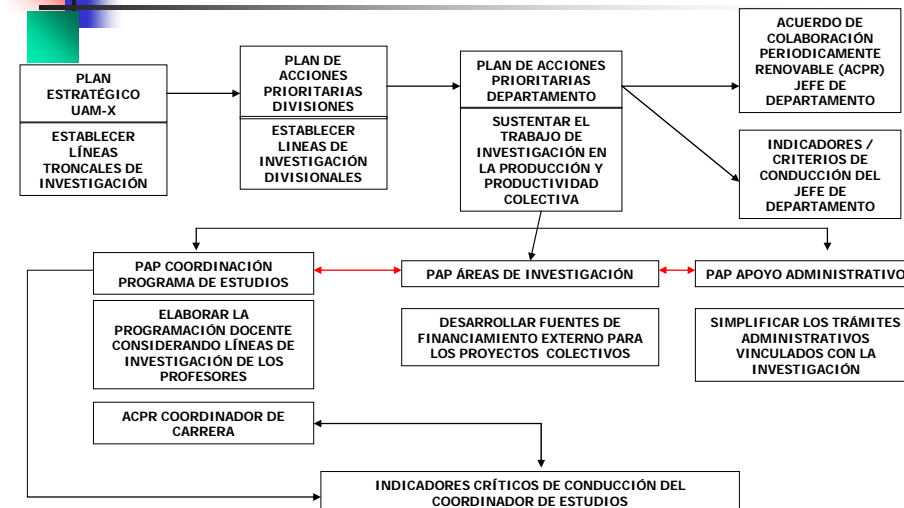 PLAN
ESTRATÉGICO
UAM-X
ESTABLECER
LÍNEAS
TRONCALES DE
INVESTIGACIÓN
PLAN DE
ACCIONES
PRIORITARIAS
DIVISIONES
ESTABLECER
LINEAS DE
INVESTIGACIÓN
DIVISIONALES
PLAN DE ACCIONES
PRIORITARIAS
DEPARTAMENTO
SUSTENTAR EL
TRABAJO DE
INVESTIGACIÓN EN
LA PRODUCCIÓN Y
PRODUCTIVIDAD
COLECTIVA
ACUERDO DE
COLABORACIÓN
PERIODICAMENTE
RENOVABLE (ACPR)
JEFE DE
DEPARTAMENTO
INDICADORES /
CRITERIOS DE
CONDUCCIÓN DEL
JEFE DE
DEPARTAMENTO
PAP COORDINACIÓN
PROGRAMA DE ESTUDIOS
PAP ÁREAS DE INVESTIGACIÓN
PAP APOYO ADMINISTRATIVO
ELABORAR LA
PROGRAMACIÓN DOCENTE
CONSIDERANDO LÍNEAS DE
INVESTIGACIÓN DE LOS
PROFESORES
DESARROLLAR FUENTES DE
FINANCIAMIENTO EXTERNO PARA
LOS PROYECTOS COLECTIVOS
SIMPLIFICAR LOS TRÁMITES
ADMINISTRATIVOS
VINCULADOS CON LA
INVESTIGACIÓN
ACPR COORDINADOR DE
CARRERA
INDICADORES CRÍTICOS DE CONDUCCIÓN DEL
COORDINADOR DE ESTUDIOS